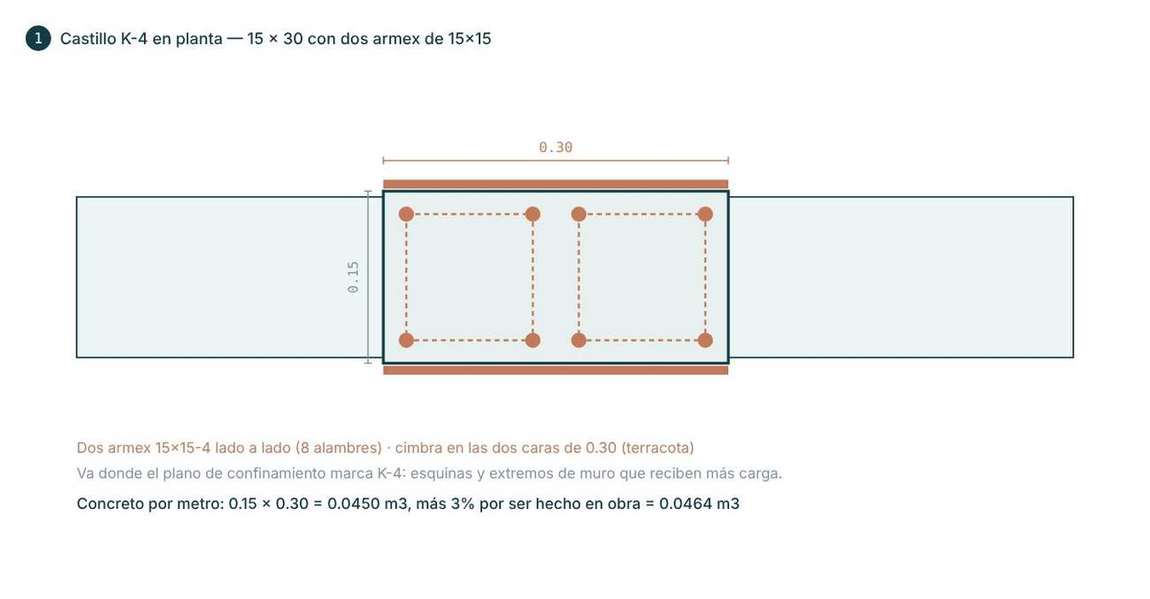 1 Castillo K-4 en planta — 15 × 30 con dos armex de 15×15
0.30
0.15
Dos armex 15×15-4 lado a lado (8 alambres) · cimbra en las dos caras de 0.30 (terracota)
Va donde el plano de confinamiento marca K-4: esquinas y extremos de muro que reciben más carga.
Concreto por metro: 0.15 × 0.30 = 0.0450 m3, más 3% por ser hecho en obra = 0.0464 m3